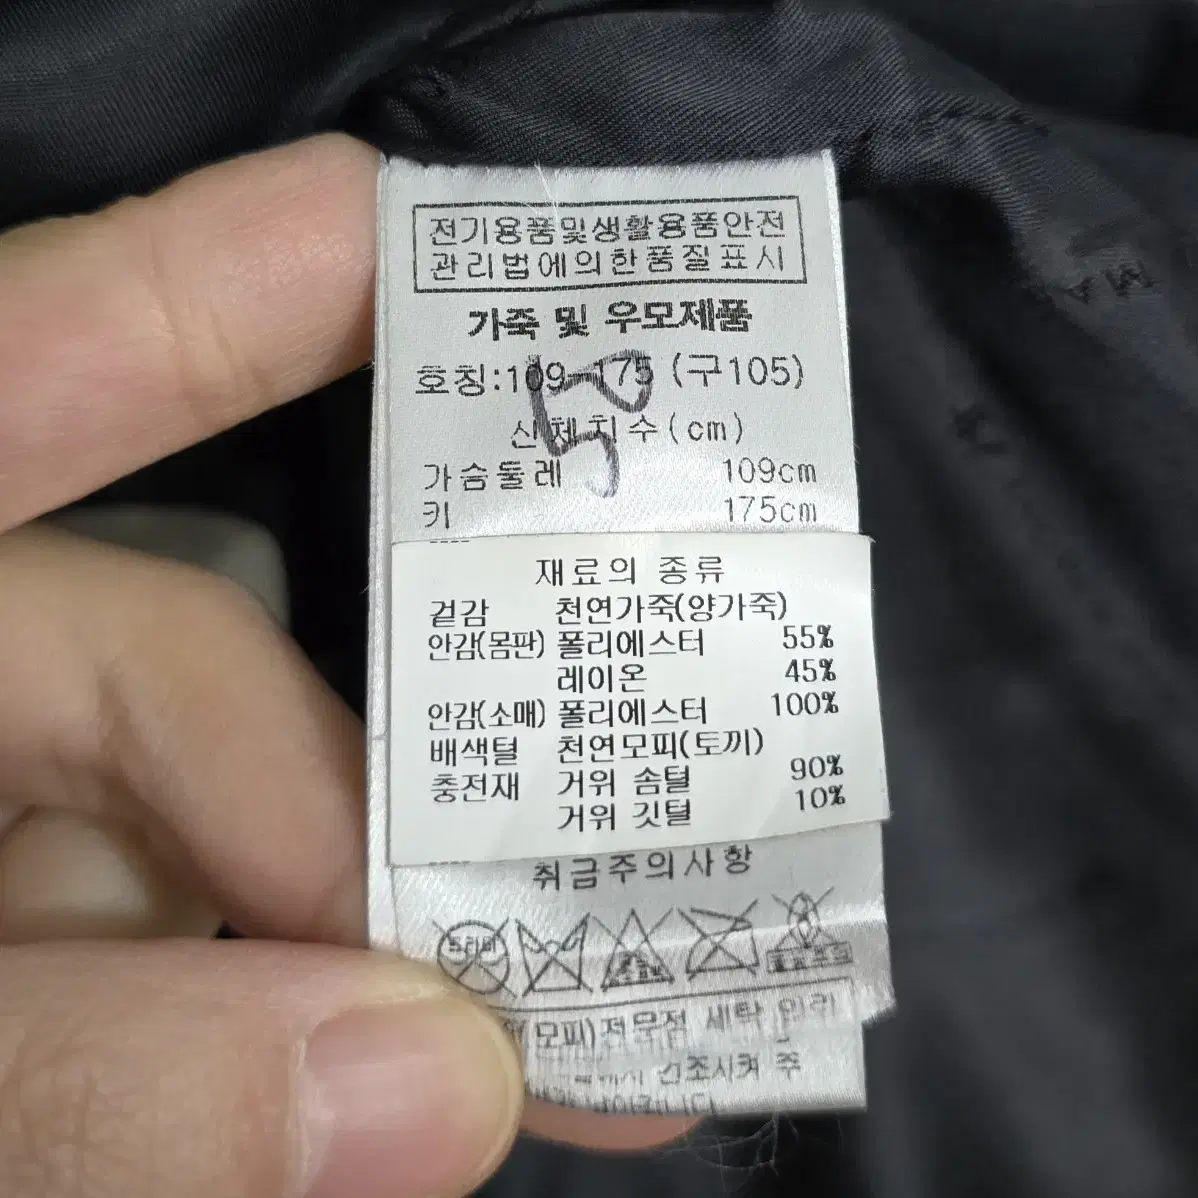 전기용품및생활용품안전
관리법에의한품질표시
가죽 및 우모제품
호칭:109-175 (구105)
신체치수(cm)
가슴둘레 109cm
키 175cm
재료의 종류
겉감 천연가죽(양가죽)
안감(몸판) 폴리에스터 55%
레이온 45%
안감(소매) 폴리에스터 100%
배색털 천연모피(토끼)
충전재 거위 솜털 90%
거위 깃털 10%
취급주의사항
드라이
(모피)전문점 세탁 의뢰
건조시켜 주